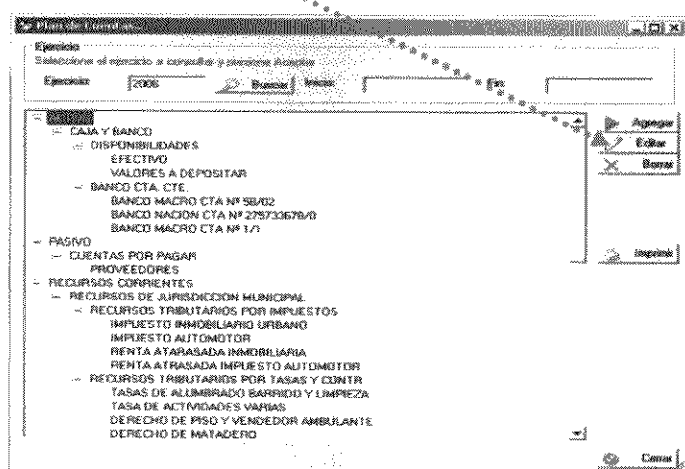 Plan de Cuentas
Ejercicio
Seleccione el ejercicio a consultar y presione Aceptar
Ejercicio: 2006 Buscar Inicio: Fin:
CAJA Y BANCO
DISPONIBILIDADES
EFECTIVO
VALORES A DEPOSITAR
BANCO CTA. CTE.
BANCO MACRO CTA Nº 58/02
BANCO NACION CTA Nº 275733678/0
BANCO MACRO CTA Nº 1/1
PASIVO
CUENTAS POR PAGAR
PROVEEDORES
RECURSOS CORRIENTES
RECURSOS DE JURISDICCION MUNICIPAL
RECURSOS TRIBUTARIOS POR IMPUESTOS
IMPUESTO INMOBILIARIO URBANO
IMPUESTO AUTOMOTOR
RENTA ATARASADA INMOBILIARIA
RENTA ATRASADA IMPUESTO AUTOMOTOR
RECURSOS TRIBUTARIOS POR TASAS Y CONTR
TASAS DE ALUMBRADO BARRIDO Y LIMPIEZA
TASA DE ACTIVIDADES VARIAS
DERECHO DE PISO Y VENDEDOR AMBULANTE
DERECHO DE MATADERO
Agregar
Editar
Borrar
Imprimir
Cerrar